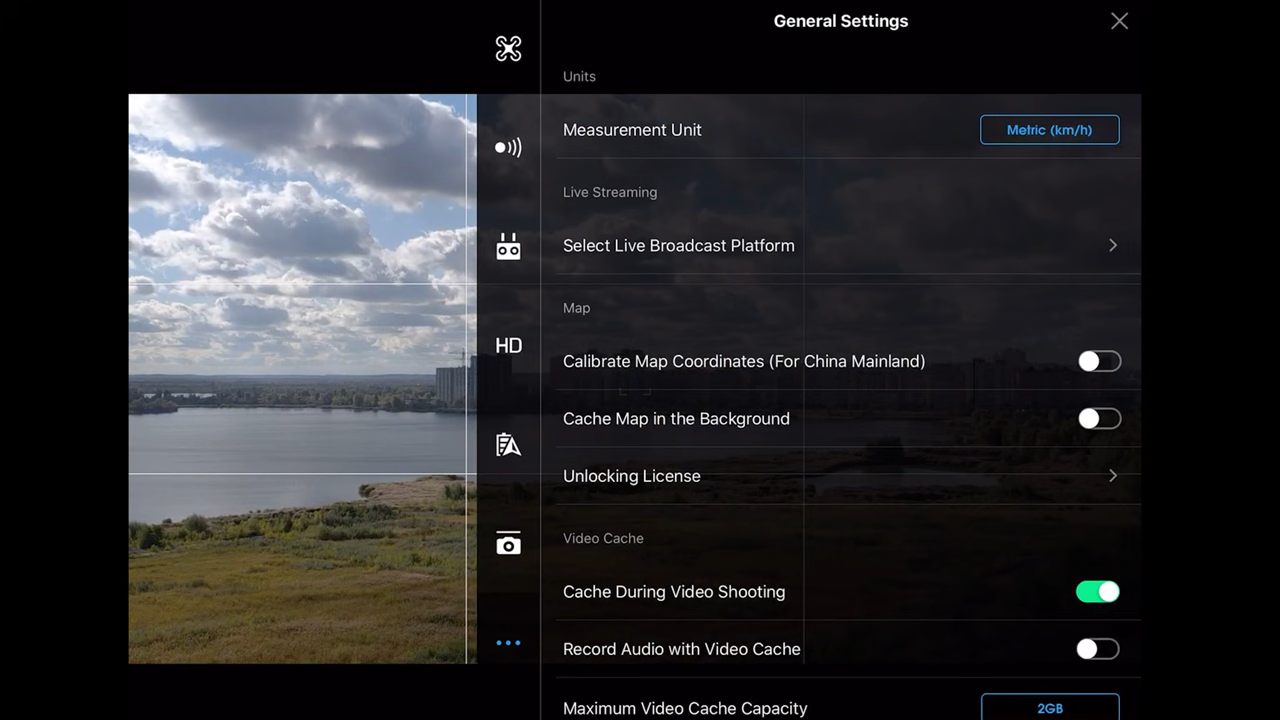 General Settings
Units
Measurement Unit
Metric (km/h)
Live Streaming
Select Live Broadcast Platform
Map
HD
Calibrate Map Coordinates (For China Mainland)
Cache Map in the Background
Unlocking License
Video Cache
Cache During Video Shooting
Record Audio with Video Cache
Maximum Video Cache Capacity
2GB